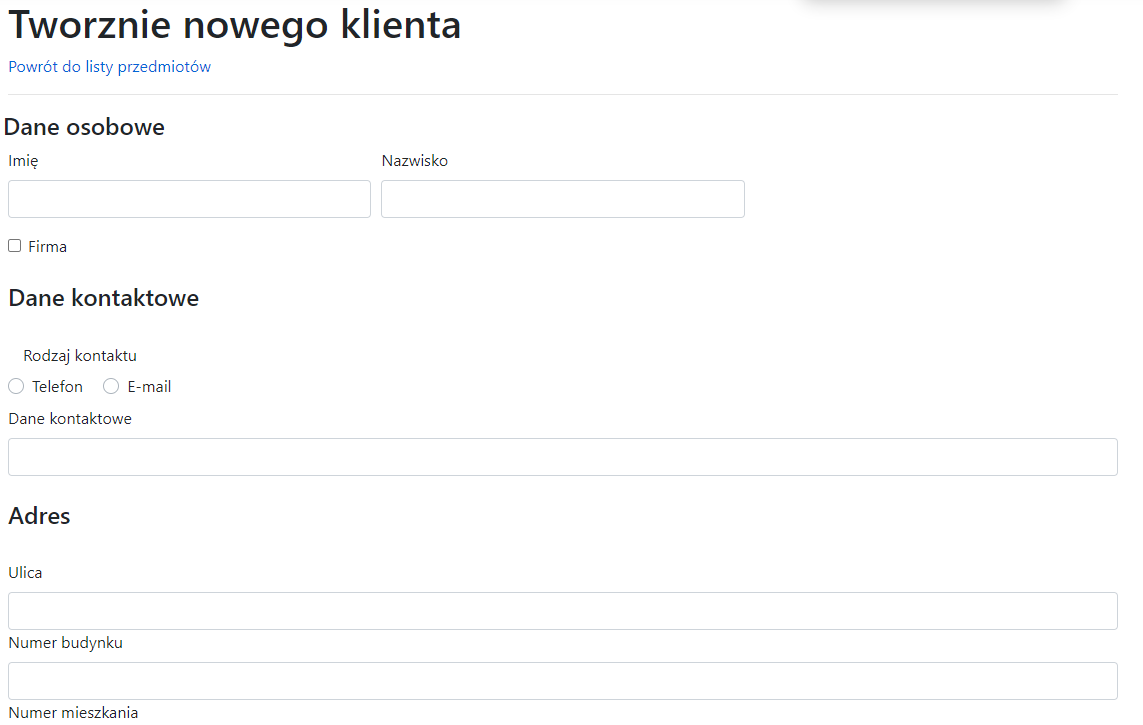 Tworznie nowego klienta
Powrót do listy przedmiotów
Dane osobowe
Imię Nazwisko
Firma
Dane kontaktowe
Rodzaj kontaktu
Telefon E-mail
Dane kontaktowe
Adres
Ulica
Numer budynku
Numer mieszkania